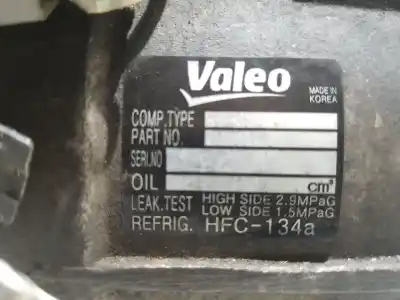 Valeo
MADE IN
KOREA
COMP.TYPE
PART NO.
SERI.NO
OIL cm³
LEAK.TEST HIGH SIDE 2.9MPaG
LOW SIDE 1.5MPaG
REFRIG. HFC-134a